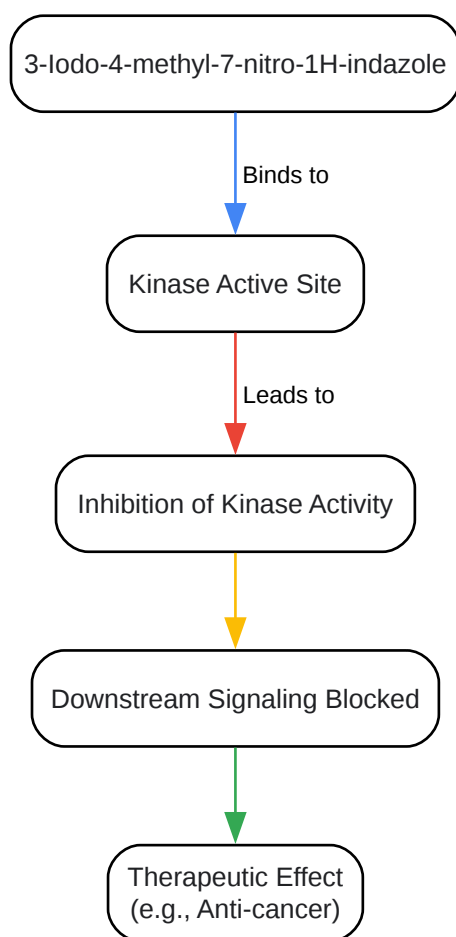 3-Iodo-4-methyl-7-nitro-1H-indazole
Binds to
Kinase Active Site
Leads to
Inhibition of Kinase Activity
Downstream Signaling Blocked
Therapeutic Effect
(e.g., Anti-cancer)